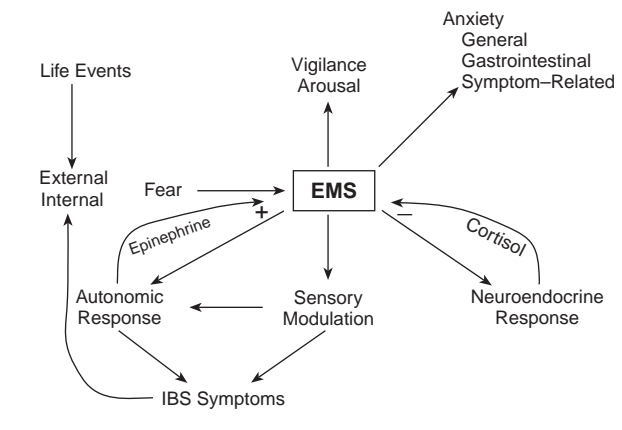 Anxiety
General
Gastrointestinal
Symptom–Related
Life Events
Vigilance
Arousal
External
Internal
Fear
EMS
+
–
Epinephrine
Cortisol
Autonomic
Response
Sensory
Modulation
Neuroendocrine
Response
IBS Symptoms